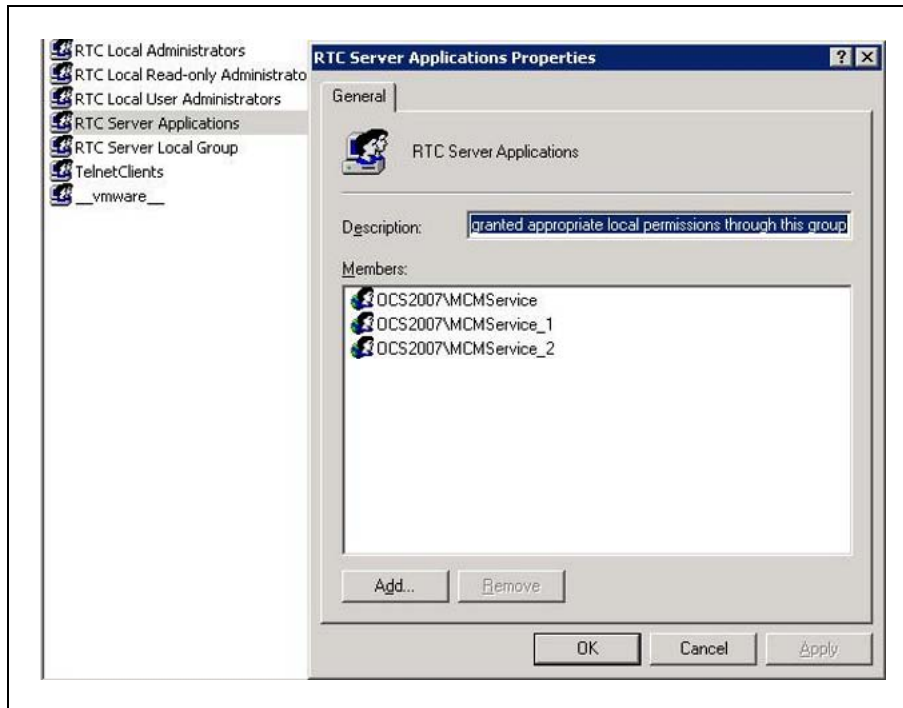 RTC Local Administrators
RTC Local Read-only Administrato
RTC Local User Administrators
RTC Server Applications
RTC Server Local Group
TelnetClients
__vmware__
RTC Server Applications Properties
General
RTC Server Applications
Description:
granted appropriate local permissions through this group
Members:
OCS2007\MCMService
OCS2007\MCMService_1
OCS2007\MCMService_2
Add...
Remove
OK
Cancel
Apply